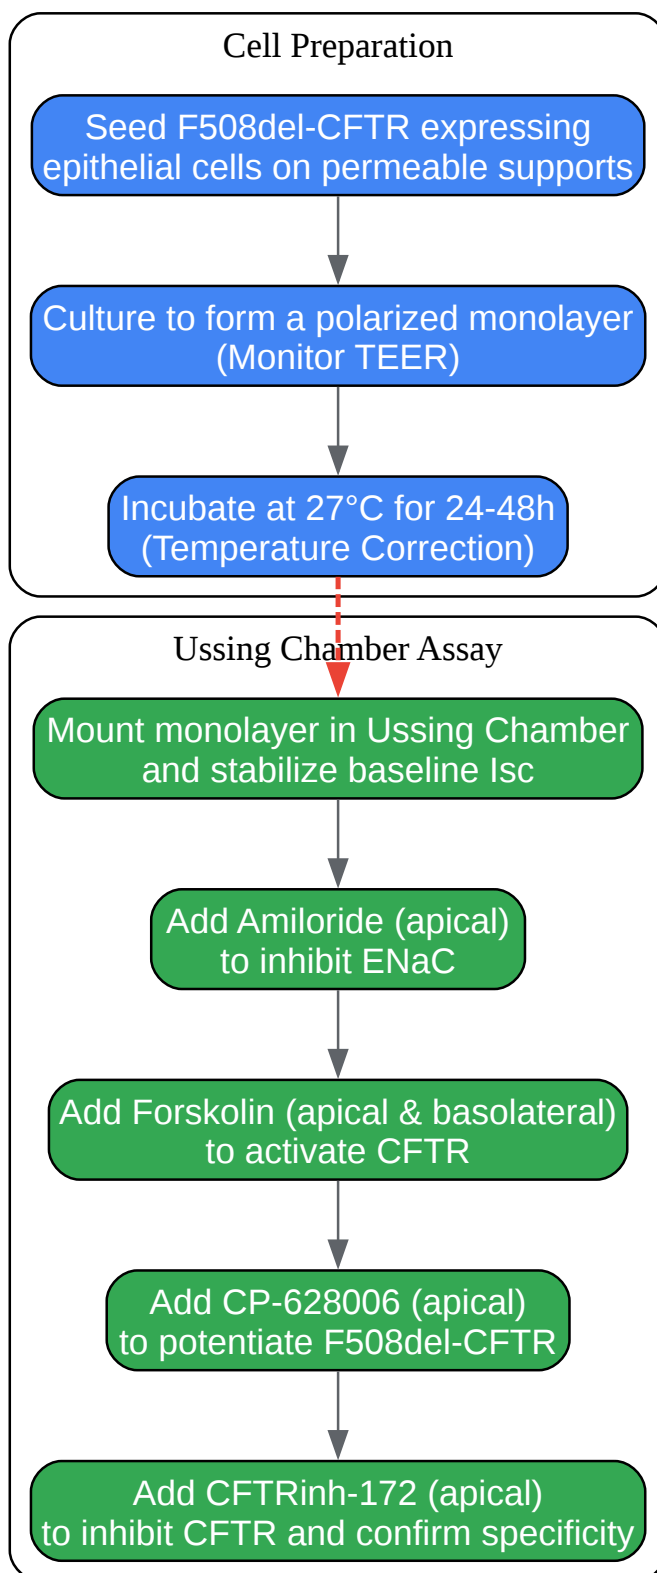 Cell Preparation
Seed F508del-CFTR expressing
epithelial cells on permeable supports
Culture to form a polarized monolayer
(Monitor TEER)
Incubate at 27°C for 24-48h
(Temperature Correction)
Ussing Chamber Assay
Mount monolayer in Ussing Chamber
and stabilize baseline Isc
Add Amiloride (apical)
to inhibit ENaC
Add Forskolin (apical & basolateral)
to activate CFTR
Add CP-628006 (apical)
to potentiate F508del-CFTR
Add CFTRinh-172 (apical)
to inhibit CFTR and confirm specificity